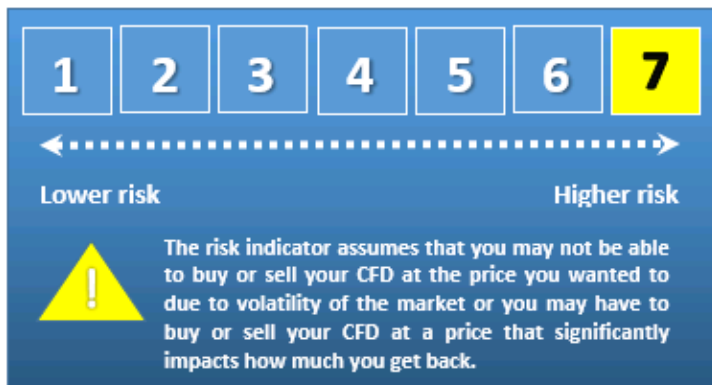 1 2 3 4 5 6 7
Lower risk Higher risk
!
The risk indicator assumes that you may not be able
to buy or sell your CFD at the price you wanted to
due to volatility of the market or you may have to
buy or sell your CFD at a price that significantly
impacts how much you get back.